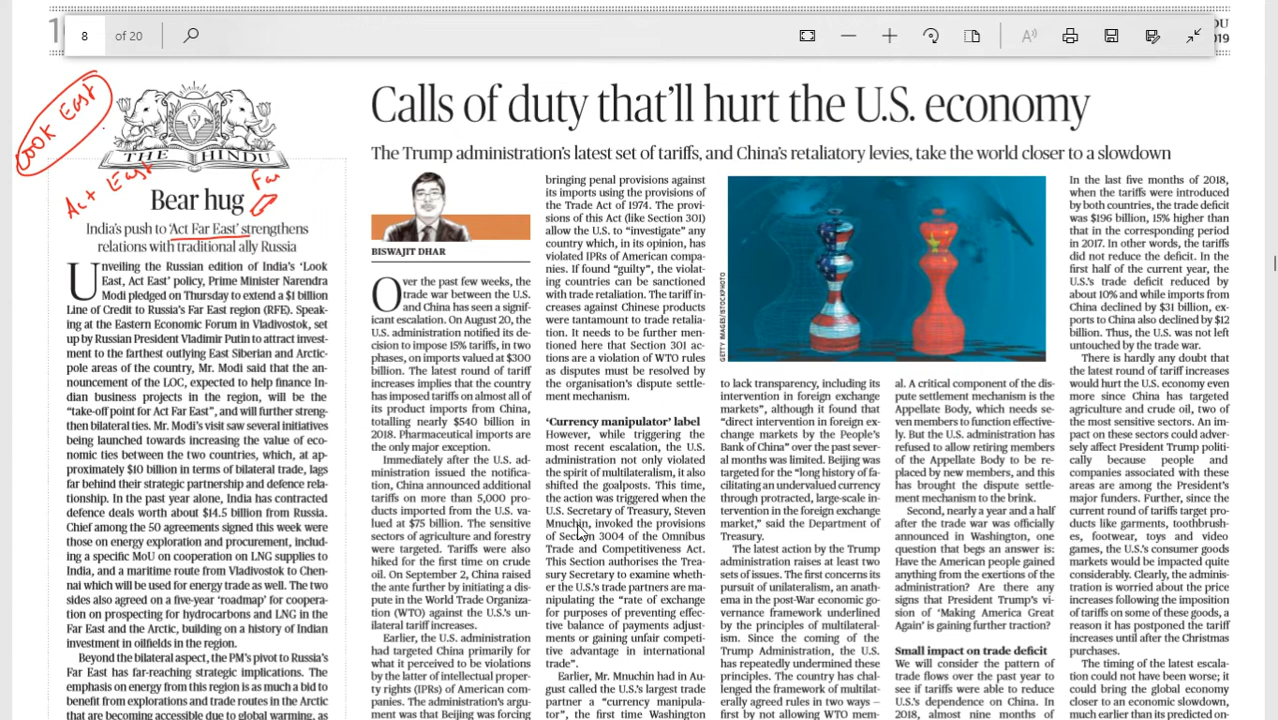 8
of 20
DU
019
Look East
Act East
Far
THE HINDU
Bear hug
India's push to 'Act Far East' strengthens
relations with traditional ally Russia
Unveiling the Russian edition of India's 'Look
East, Act East' policy, Prime Minister Narendra
Modi pledged on Thursday to extend a $1 billion
Line of Credit to Russia's Far East region (RFE). Speak-
ing at the Eastern Economic Forum in Vladivostok, set
up by Russian President Vladimir Putin to attract invest-
ment to the farthest outlying East Siberian and Arctic-
pole areas of the country, Mr. Modi said that the an-
nouncement of the LOC, expected to help finance In-
dian business projects in the region, will be the
"take-off point for Act Far East", and will further streng-
then bilateral ties. Mr. Modi's visit saw several initiatives
being launched towards increasing the value of eco-
nomic ties between the two countries, which, at ap-
proximately $10 billion in terms of bilateral trade, lags
far behind their strategic partnership and defence rela-
tionship. In the past year alone, India has contracted
defence deals worth about $14.5 billion from Russia.
Chief among the 50 agreements signed this week were
those on energy exploration and procurement, includ-
ing a specific MoU on cooperation on LNG supplies to
India, and a maritime route from Vladivostok to Chen-
nai which will be used for energy trade as well. The two
sides also agreed on a five-year 'roadmap' for coopera-
tion on prospecting for hydrocarbons and LNG in the
Far East and the Arctic, building on a history of Indian
investment in oilfields in the region.
Beyond the bilateral aspect, the PM's pivot to Russia's
Far East has far-reaching strategic implications. The
emphasis on energy from this region is as much a bid to
benefit from explorations and trade routes in the Arctic
that are becoming accessible due to global warming, as
Calls of duty that'll hurt the U.S. economy
The Trump administration's latest set of tariffs, and China's retaliatory levies, take the world closer to a slowdown
BISWAJIT DHAR
Over the past few weeks, the
trade war between the U.S.
and China has seen a signif-
icant escalation. On August 20, the
U.S. administration notified its de-
cision to impose 15% tariffs, in two
phases, on imports valued at $300
billion. The latest round of tariff
increases implies that the country
has imposed tariffs on almost all of
its product imports from China,
totalling nearly $540 billion in
2018. Pharmaceutical imports are
the only major exception.
Immediately after the U.S. ad-
ministration issued the notifica-
tion, China announced additional
tariffs on more than 5,000 pro-
ducts imported from the U.S. va-
lued at $75 billion. The sensitive
sectors of agriculture and forestry
were targeted. Tariffs were also
hiked for the first time on crude
oil. On September 2, China raised
the ante further by initiating a dis-
pute in the World Trade Organiza-
tion (WTO) against the U.S.'s un-
ilateral tariff increases.
Earlier, the U.S. administration
had targeted China primarily for
what it perceived to be violations
by the latter of intellectual proper-
ty rights (IPRs) of American com-
panies. The administration's argu-
ment was that Beijing was forcing
bringing penal provisions against
its imports using the provisions of
the Trade Act of 1974. The provi-
sions of this Act (like Section 301)
allow the U.S. to "investigate" any
country which, in its opinion, has
violated IPRs of American compa-
nies. If found "guilty", the violat-
ing countries can be sanctioned
with trade retaliation. The tariff in-
creases against Chinese products
were tantamount to trade retalia-
tion. It needs to be further men-
tioned here that Section 301 ac-
tions are a violation of WTO rules
as disputes must be resolved by
the organisation's dispute settle-
ment mechanism.
'Currency manipulator' label
However, while triggering the
most recent escalation, the U.S.
administration not only violated
the spirit of multilateralism, it also
shifted the goalposts. This time,
the action was triggered when the
U.S. Secretary of Treasury, Steven
Mnuchin, invoked the provisions
of Section 3004 of the Omnibus
Trade and Competitiveness Act.
This Section authorises the Trea-
sury Secretary to examine wheth-
er the U.S.'s trade partners are ma-
nipulating the "rate of exchange
for purposes of preventing effec-
tive balance of payments adjust-
ments or gaining unfair competi-
tive advantage in international
trade".
Earlier, Mr. Mnuchin had in Au-
gust called the U.S.'s largest trade
partner a "currency manipula-
tor", the first time Washington
GETTY IMAGES/ISTOCKPHOTO
to lack transparency, including its
intervention in foreign exchange
markets", although it found that
"direct intervention in foreign ex-
change markets by the People's
Bank of China" over the past sever-
al months was limited. Beijing was
targeted for the "long history of fa-
cilitating an undervalued currency
through protracted, large-scale in-
tervention in the foreign exchange
market," said the Department of
Treasury.
The latest action by the Trump
administration raises at least two
sets of issues. The first concerns its
pursuit of unilateralism, an anath-
ema in the post-War economic go-
vernance framework underlined
by the principles of multilateral-
ism. Since the coming of the
Trump Administration, the U.S.
has repeatedly undermined these
principles. The country has chal-
lenged the framework of multilat-
erally agreed rules in two ways –
first by not allowing WTO mem-
al. A critical component of the dis-
pute settlement mechanism is the
Appellate Body, which needs se-
ven members to function effective-
ly. But the U.S. administration has
refused to allow retiring members
of the Appellate Body to be re-
placed by new members, and this
has brought the dispute settle-
ment mechanism to the brink.
Second, nearly a year and a half
after the trade war was officially
announced in Washington, one
question that begs an answer is:
Have the American people gained
anything from the exertions of the
administration? Are there any
signs that President Trump's vi-
sion of 'Making America Great
Again' is gaining further traction?
Small impact on trade deficit
We will consider the pattern of
trade flows over the past year to
see if tariffs were able to reduce
U.S.'s dependence on China. In
2018, almost nine months of
In the last five months of 2018,
when the tariffs were introduced
by both countries, the trade deficit
was $196 billion, 15% higher than
that in the corresponding period
in 2017. In other words, the tariffs
did not reduce the deficit. In the
first half of the current year, the
U.S.'s trade deficit reduced by
about 10% and while imports from
China declined by $31 billion, ex-
ports to China also declined by $12
billion. Thus, the U.S. was not left
untouched by the trade war.
There is hardly any doubt that
the latest round of tariff increases
would hurt the U.S. economy even
more since China has targeted
agriculture and crude oil, two of
the most sensitive sectors. An im-
pact on these sectors could adver-
sely affect President Trump politi-
cally because people and
companies associated with these
areas are among the President's
major funders. Further, since the
current round of tariffs target pro-
ducts like garments, toothbrush-
es, footwear, toys and video
games, the U.S.'s consumer goods
markets would be impacted quite
considerably. Clearly, the adminis-
tration is worried about the price
increases following the imposition
of tariffs on some of these goods, a
reason it has postponed the tariff
increases until after the Christmas
purchases.
The timing of the latest escala-
tion could not have been worse; it
could bring the global economy
closer to an economic slowdown,
much earlier than its predicted on-